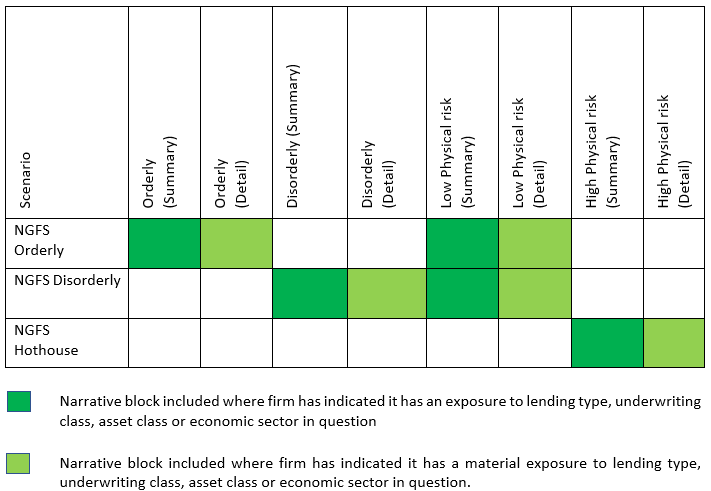 Scenario
Orderly
(Summary)
Orderly
(Detail)
Disorderly (Summary)
Disorderly
(Detail)
Low Physical risk
(Summary)
Low Physical risk
(Detail)
High Physical risk
(Summary)
High Physical risk
(Detail)
NGFS
Orderly
NGFS Disorderly
NGFS
Hothouse
Narrative block included where firm has indicated it has an exposure to lending type, underwriting
class, asset class or economic sector in question
Narrative block included where firm has indicated it has a material exposure to lending type,
underwriting class, asset class or economic sector in question.